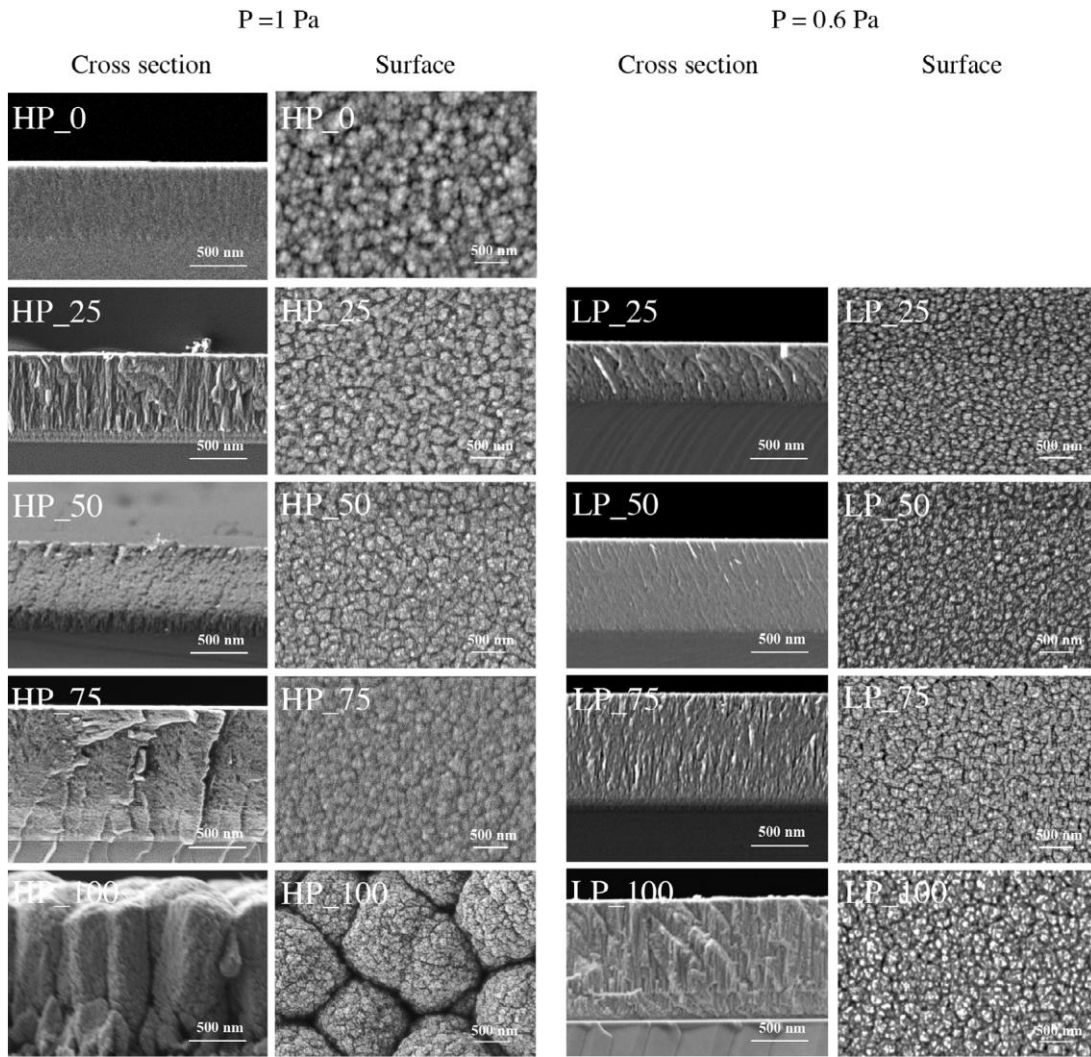 P =1 Pa
P = 0.6 Pa
Cross section
Surface
Cross section
Surface
HP_0
HP_0
500 nm
500 nm
HP_25
HP_25
LP_25
LP_25
500 nm
500 nm
500 nm
500 nm
HP_50
HP_50
LP_50
LP_50
500 nm
500 nm
500 nm
500 nm
HP_75
HP_75
LP_75
LP_75
500 nm
500 nm
500 nm
500 nm
HP_100
HP_100
LP_100
LP_100
500 nm
500 nm
500 nm
500 nm